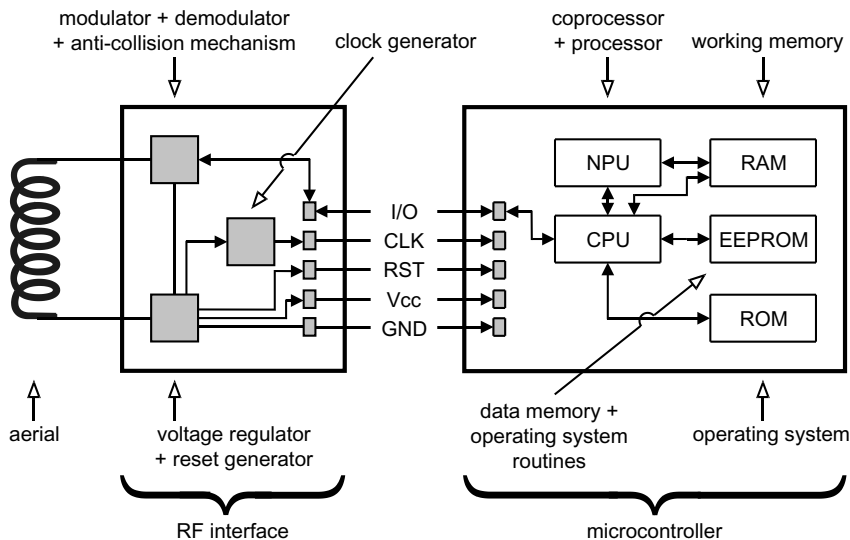 modulator + demodulator
+ anti-collision mechanism
clock generator
coprocessor
+ processor
working memory
NPU
RAM
I/O
CLK
RST
Vcc
GND
CPU
EEPROM
ROM
aerial
voltage regulator
+ reset generator
data memory +
operating system
routines
operating system
RF interface
microcontroller